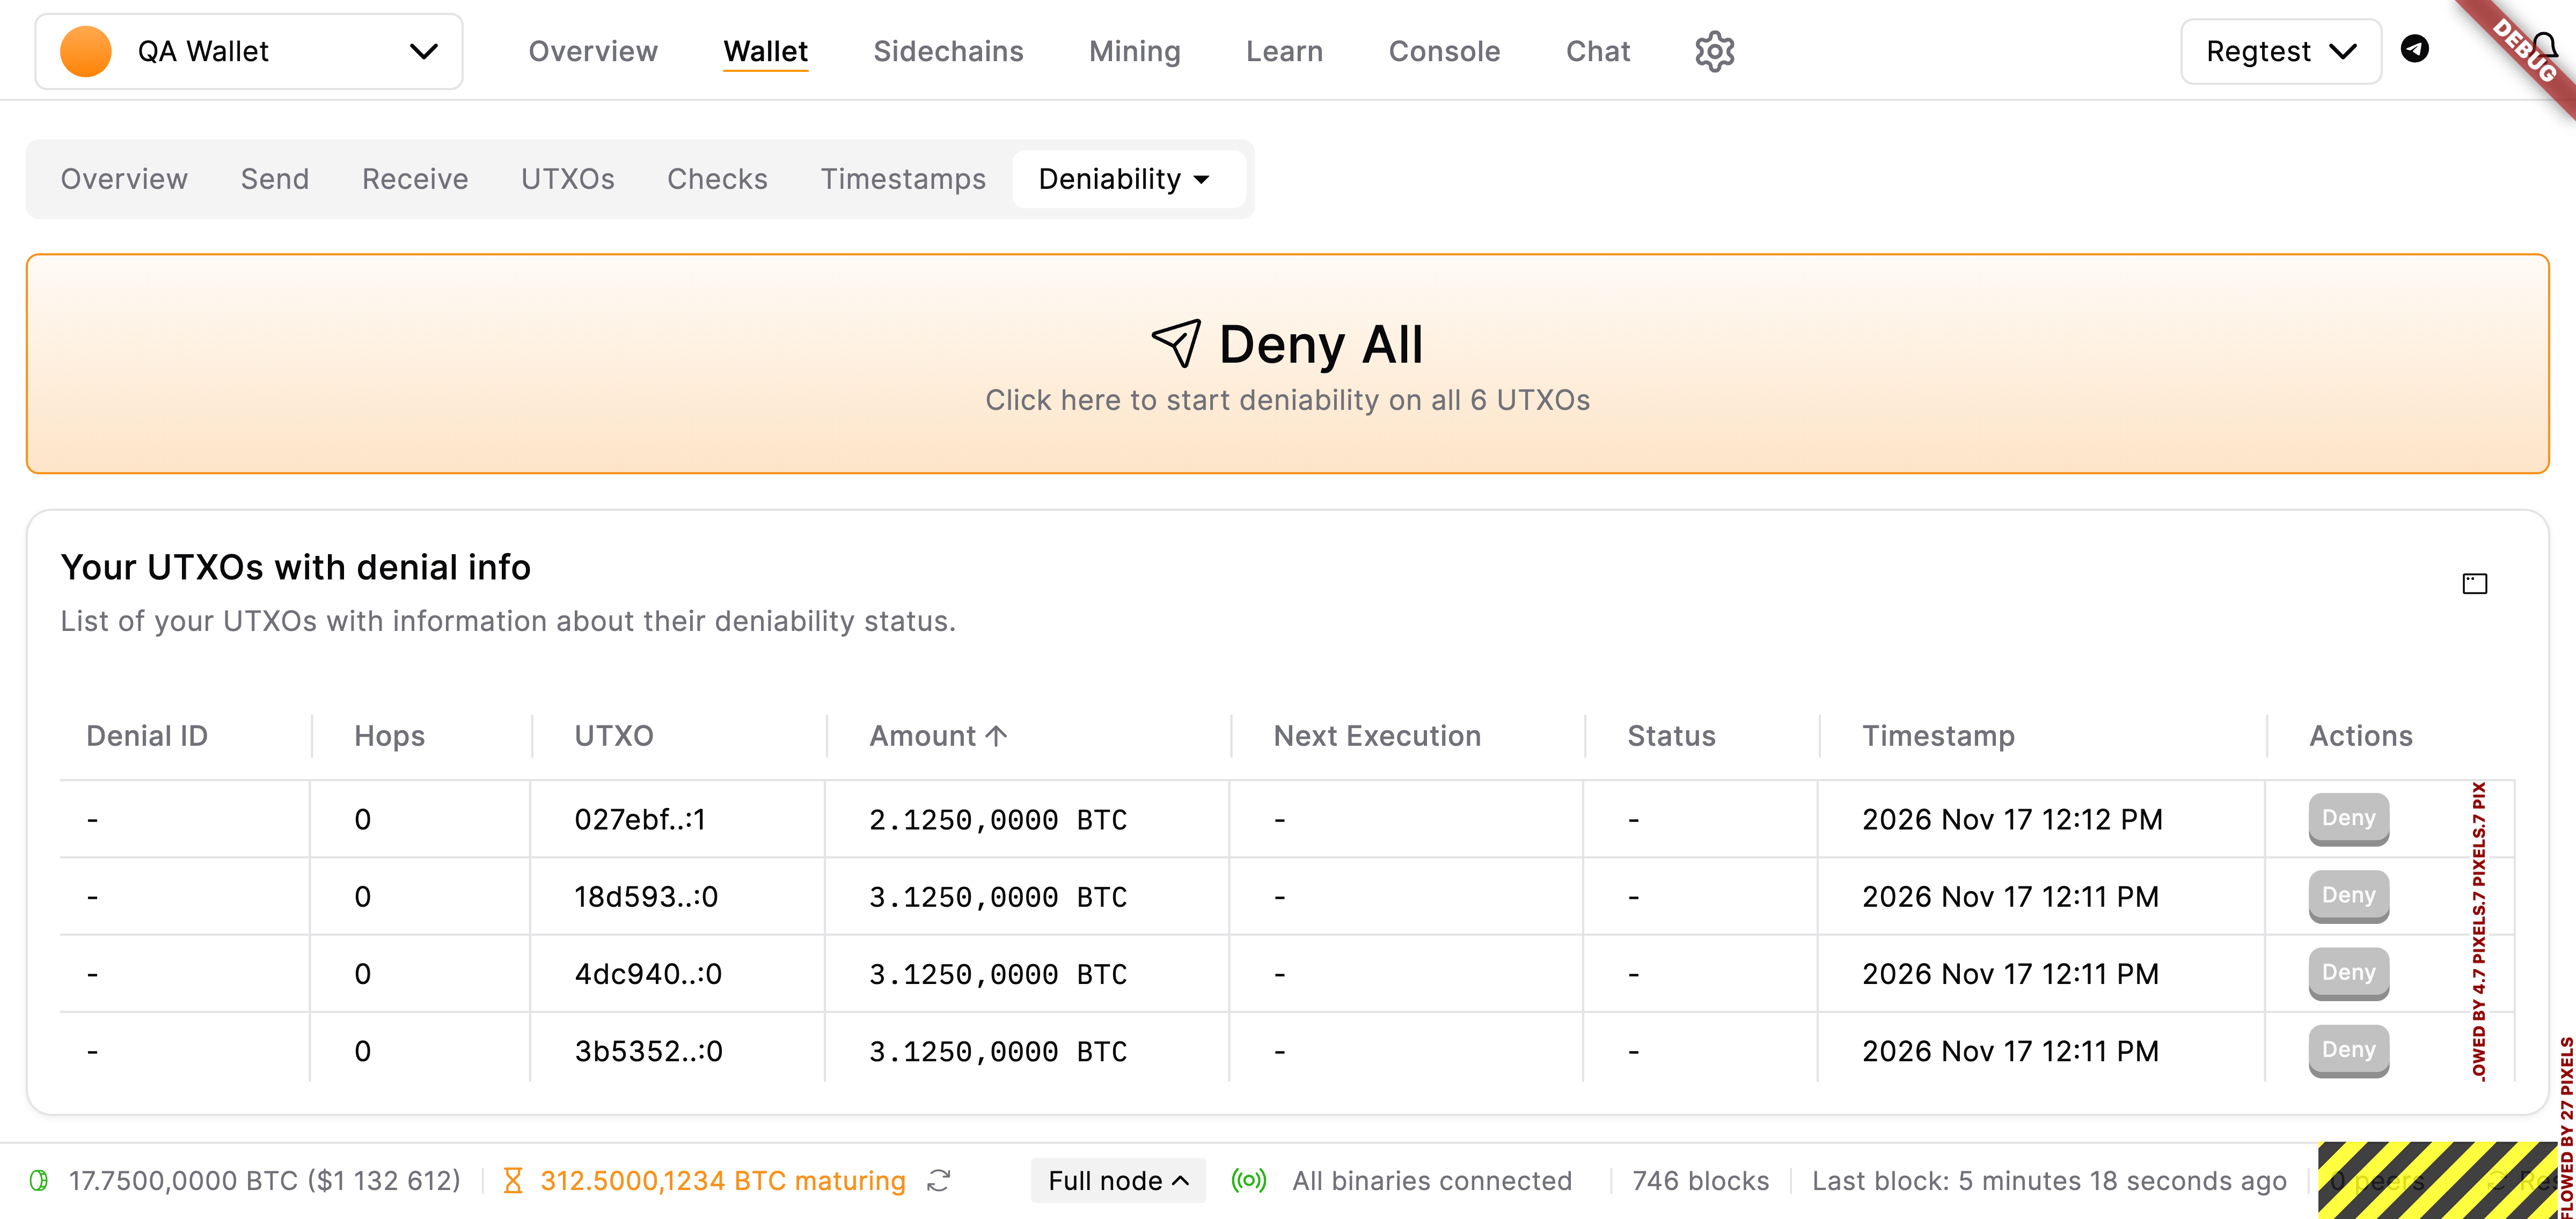 QA Wallet
Overview Wallet Sidechains Mining Learn Console Chat
Regtest
DEBUG
Overview Send Receive UTXOs Checks Timestamps Deniability
Deny All
Click here to start deniability on all 6 UTXOs
Your UTXOs with denial info
List of your UTXOs with information about their deniability status.
Denial ID Hops UTXO Amount Next Execution Status Timestamp Actions
- 0 027ebf..:1 2.1250,0000 BTC - - 2026 Nov 17 12:12 PM Deny
- 0 18d593..:0 3.1250,0000 BTC - - 2026 Nov 17 12:11 PM Deny
- 0 4dc940..:0 3.1250,0000 BTC - - 2026 Nov 17 12:11 PM Deny
- 0 3b5352..:0 3.1250,0000 BTC - - 2026 Nov 17 12:11 PM Deny
LOWED BY 4.7 PIXELS.7 PIXELS.7 PIX
17.7500,0000 BTC ($1 132 612) 312.5000,1234 BTC maturing Full node All binaries connected 746 blocks Last block: 5 minutes 18 seconds ago 0 peers
FLOWED BY 27 PIXELS